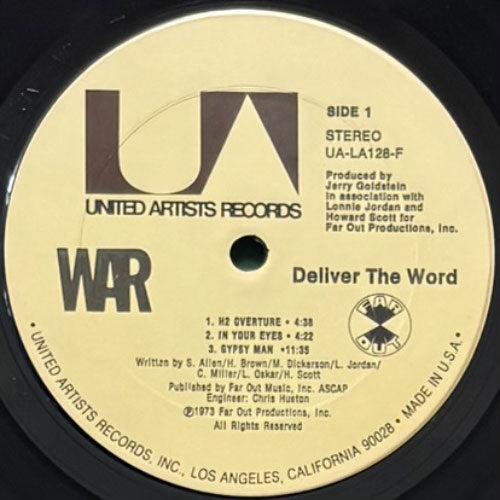 UA
SIDE 1
STEREO
UA-LA128-F
Produced by
Jerry Goldstein
in association with
Lonnie Jordan and
Howard Scott for
Far Out Productions, Inc.
UNITED ARTISTS RECORDS
WAR
Deliver The Word
1. H2 OVERTURE • 4:38
2. IN YOUR EYES • 4:22
3. GYPSY MAN • 11:35
Written by S. Allen/H. Brown/M. Dickerson/L. Jordan/
C. Miller/L. Oskar/H. Scott
Published by Far Out Music, Inc. ASCAP
Engineer: Chris Huston
℗1973 Far Out Productions, Inc.
All Rights Reserved
FAR
OUT
• UNITED ARTISTS RECORDS, INC., LOS ANGELES, CALIFORNIA 90028 • MADE IN U.S.A. •